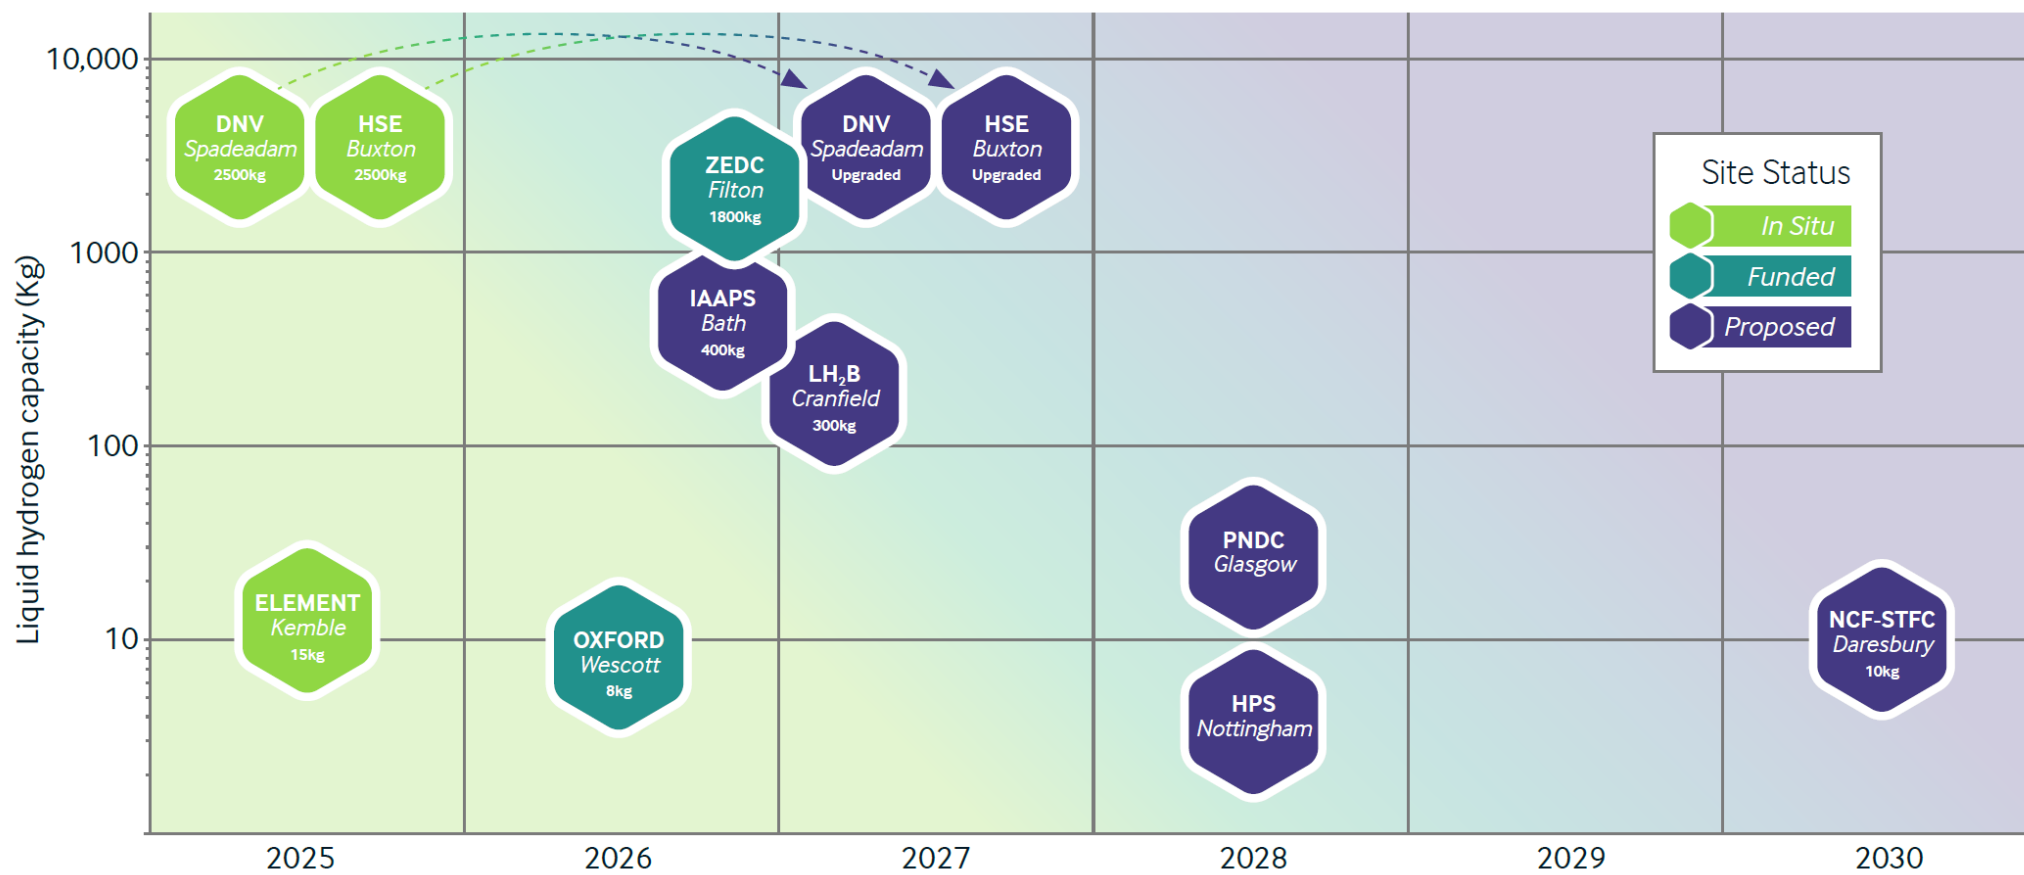 Liquid hydrogen capacity (Kg)
10,000
1000
100
10
DNV
Spadeadam
2500kg
HSE
Buxton
2500kg
ELEMENT
Kemble
15kg
OXFORD
Wescott
8kg
ZEDC
Filton
1800kg
IAAPS
Bath
400kg
DNV
Spadeadam
Upgraded
HSE
Buxton
Upgraded
LH₂B
Cranfield
300kg
PNDC
Glasgow
HPS
Nottingham
NCF-STFC
Daresbury
10kg
Site Status
In Situ
Funded
Proposed
2025
2026
2027
2028
2029
2030